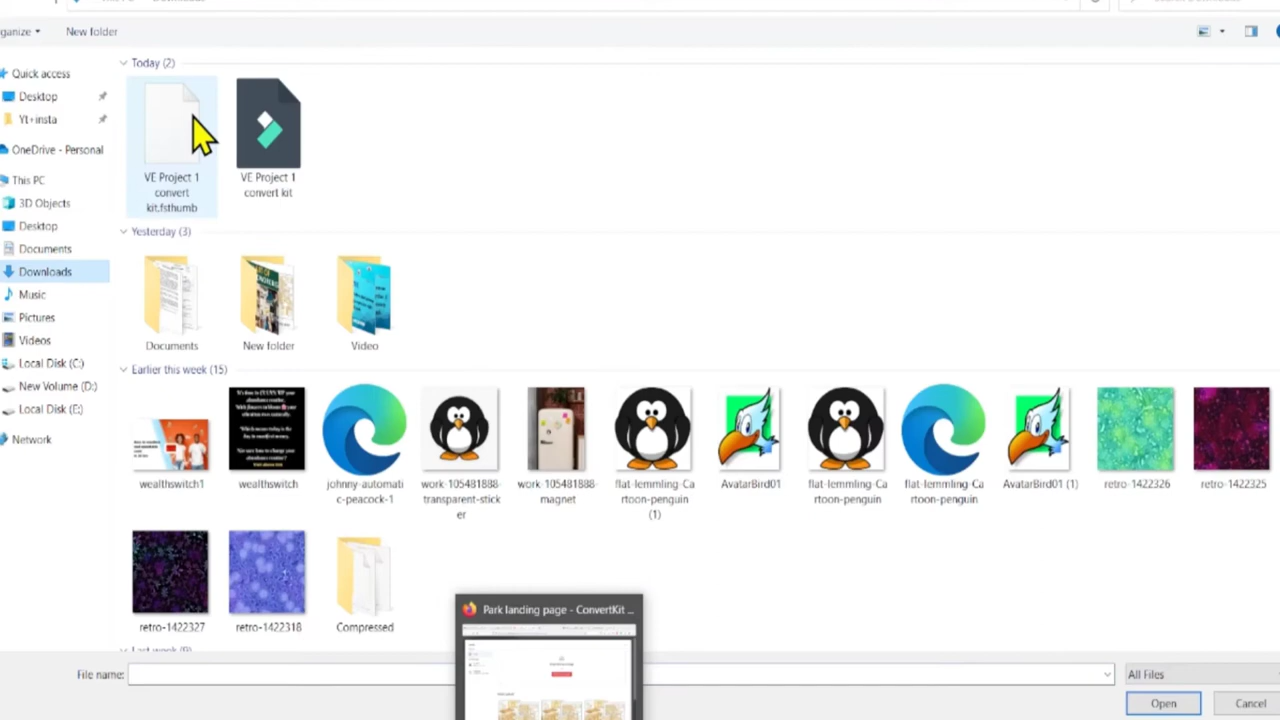 ganize
New folder
Today (2)
Quick access
Desktop
Yt+insta
OneDrive - Personal
This PC
3D Objects
Desktop
Documents
Downloads
Music
Pictures
Videos
Local Disk (C:)
New Volume (D:)
Local Disk (E:)
Network
VE Project 1
convert
kit.fsthumb
VE Project 1
convert kit
Yesterday (3)
Documents
New folder
Video
Earlier this week (15)
wealthswitch1
wealthswitch
johnny-automati
c-peacock-1
work-105481888-
transparent-stick
er
work-105481888-
magnet
flat-lemmling-Ca
rtoon-penguin
(1)
AvatarBird01
flat-lemmling-Ca
rtoon-penguin
flat-lemmling-Ca
rtoon-penguin
AvatarBird01 (1)
retro-1422326
retro-1422325
retro-1422327
retro-1422318
Compressed
Park landing page - ConvertKit ...
File name:
All Files
Open
Cancel